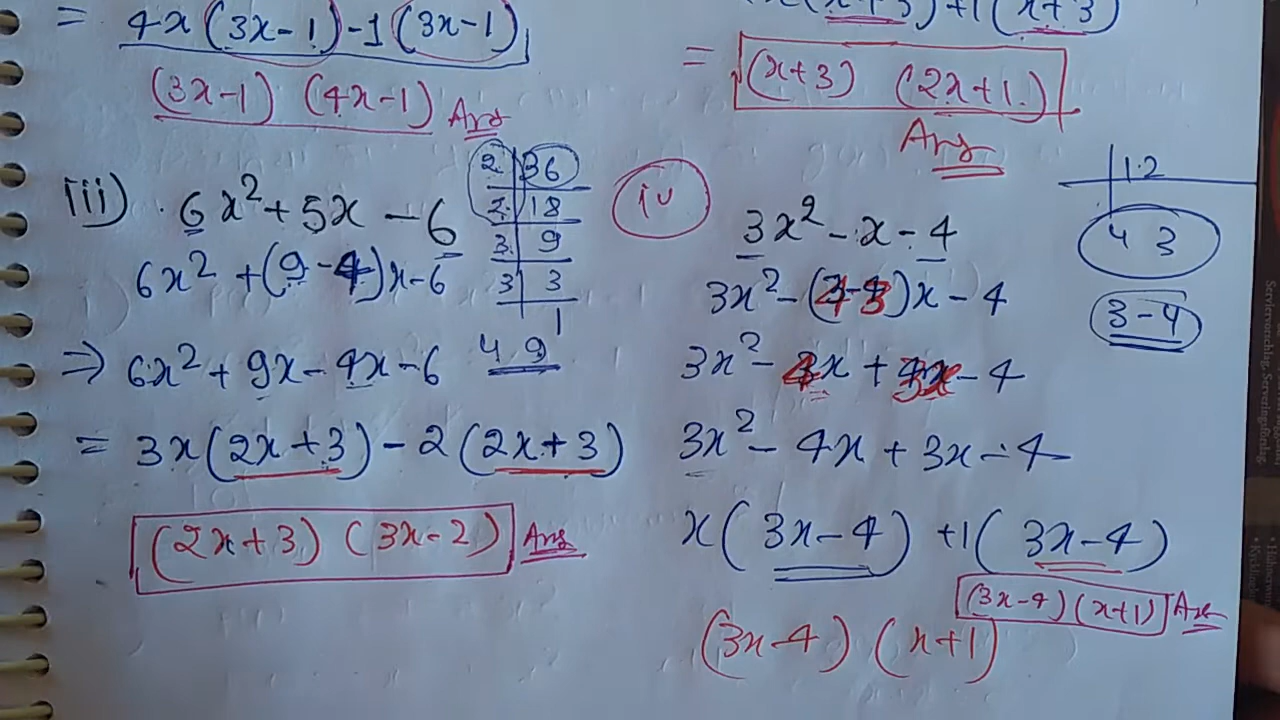 = 4x(3x-1)-1(3x-1)
(3x-1) (4x-1) Ans
+1(x+3)
= (x+3) (2x+1)
Ans
iii) 6x²+5x-6
6x²+(9-4)x-6
⇒ 6x²+9x-4x-6
= 3x(2x+3)-2(2x+3)
(2x+3) (3x-2) Ans
2 36
2 18
3 9
3 3
1
4 9
iv
3x²-x-4
3x²-(4-3)x-4
3x²-4x+3x-4
3x²-4x+3x-4
x(3x-4)+1(3x-4)
(3x-4)(x+1) Ans
(3x-4) (x+1)
12
4 3
3-4
Serviervorschlag, Serveringsförslag,